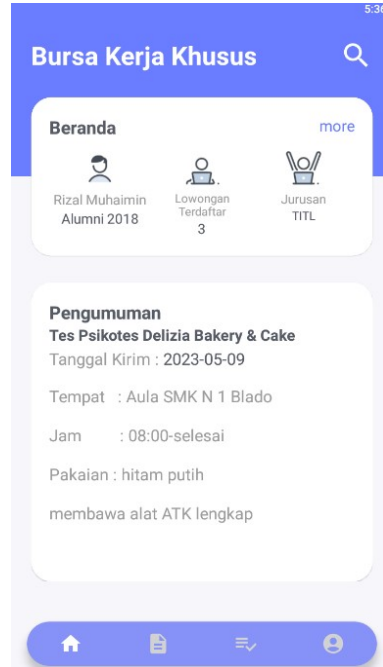 5:36
Bursa Kerja Khusus
Beranda
more
Rizal Muhaimin
Alumni 2018
Lowongan
Terdaftar
3
Jurusan
TITL
Pengumuman
Tes Psikotes Delizia Bakery & Cake
Tanggal Kirim : 2023-05-09
Tempat : Aula SMK N 1 Blado
Jam : 08:00-selesai
Pakaian : hitam putih
membawa alat ATK lengkap